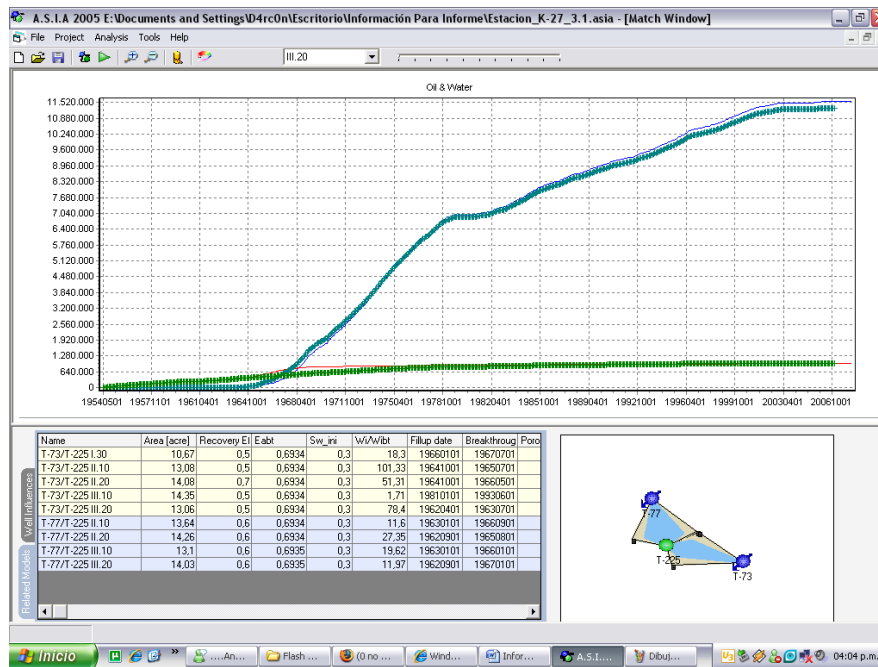 A.S.I.A 2005 E:\Documents and Settings\D4rc0n\Escritorio\Información Para Informe\Estacion_K-27_3.1.asia - [Match Window]
File Project Analysis Tools Help
III.20
Oil & Water
11.520.000
10.880.000
10.240.000
9.600.000
8.960.000
8.320.000
7.680.000
7.040.000
6.400.000
5.760.000
5.120.000
4.480.000
3.840.000
3.200.000
2.560.000
1.920.000
1.280.000
640.000
0
19540501 19571101 19610401 19641001 19680401 19711001 19750401 19781001 19820401 19851001 19890401 19921001 19960401 19991001 20030401 20061001
Name Area [acre] Recovery El Eabt Sw_ini Wi/Wibt Fillup date Breakthroug Poro
T-73/T-225 I.30 10,67 0,5 0,6934 0,3 18,3 19660101 19670701
T-73/T-225 II.10 13,08 0,5 0,6934 0,3 101,33 19641001 19650701
T-73/T-225 II.20 14,08 0,7 0,6934 0,3 51,31 19641001 19660501
T-73/T-225 III.10 14,35 0,5 0,6934 0,3 1,71 19810101 19930601
T-73/T-225 III.20 13,06 0,5 0,6934 0,3 78,4 19620401 19630701
T-77/T-225 II.10 13,64 0,6 0,6934 0,3 11,6 19630101 19660901
T-77/T-225 II.20 14,26 0,6 0,6934 0,3 27,35 19620901 19650801
T-77/T-225 III.10 13,1 0,6 0,6935 0,3 19,62 19630101 19660101
T-77/T-225 III.20 14,03 0,6 0,6935 0,3 11,97 19620901 19670101
Well Influences
Related Models
T-77
T-225
T-73
Inicio
....An...
Flash ...
(0 no ...
Wind...
Infor...
A.S.I....
Dibuj...
04:04 p.m.